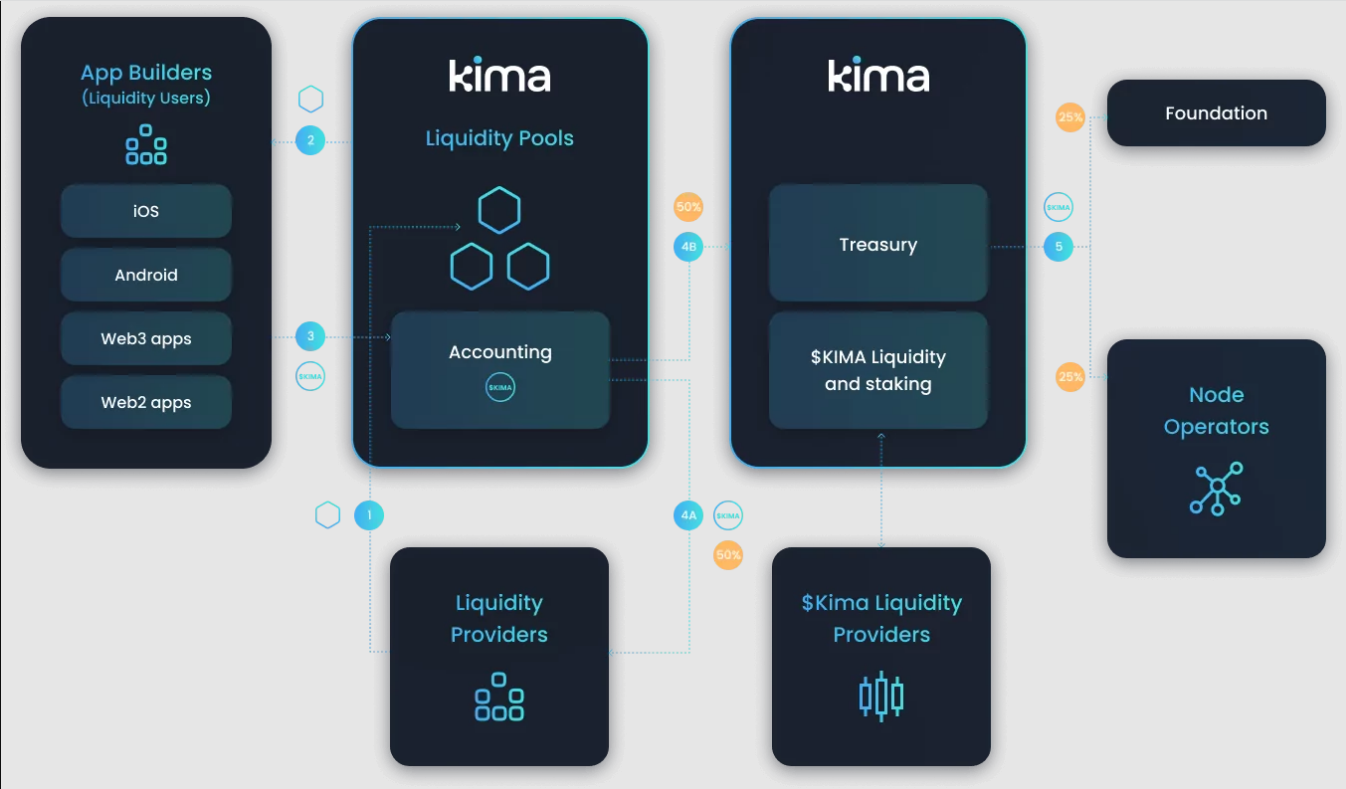 App Builders
(Liquidity Users)
iOS
Android
Web3 apps
Web2 apps
2
3
$KIMA
kima
Liquidity Pools
Accounting
$KIMA
1
50%
4B
4A
$KIMA
50%
Liquidity
Providers
kima
Treasury
$KIMA Liquidity
and staking
$Kima Liquidity
Providers
25%
$KIMA
5
25%
Foundation
Node
Operators